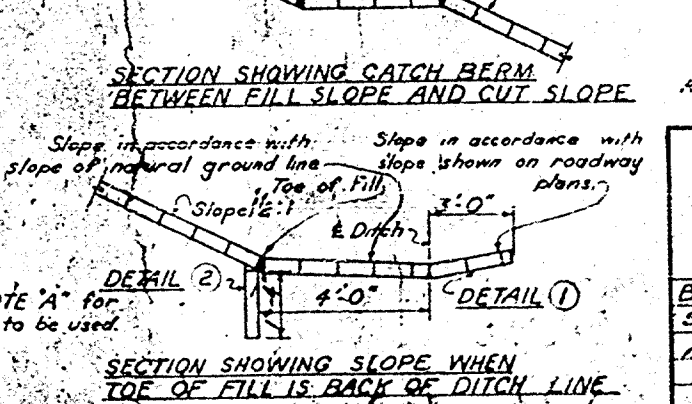 SECTION SHOWING CATCH BERM
BETWEEN FILL SLOPE AND CUT SLOPE
Slope in accordance with
slope of natural ground line
Slope in accordance with
slope shown on roadway
plans.
Toe of Fill
Slope 2:1
3'-0"
℄ Ditch
DETAIL 2
4'-0"
DETAIL 1
"A" for
to be used.
SECTION SHOWING SLOPE WHEN
TOE OF FILL IS BACK OF DITCH LINE